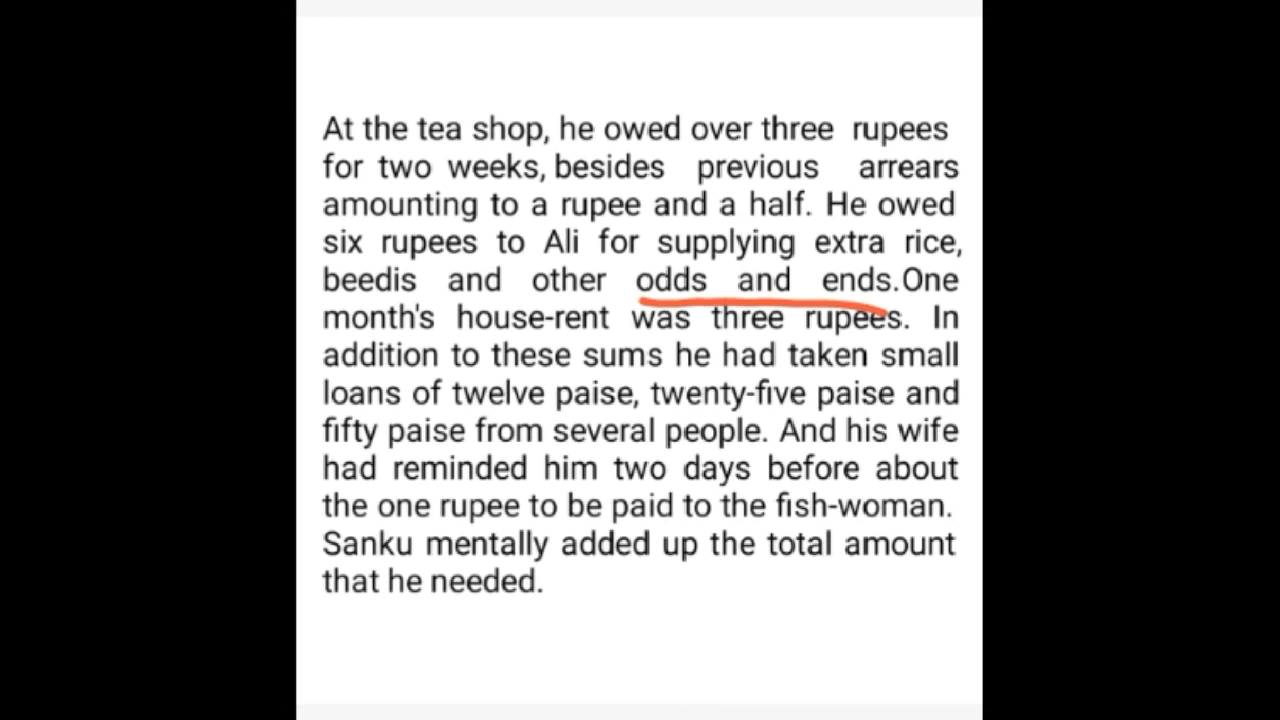 At the tea shop, he owed over three rupees
for two weeks, besides previous arrears
amounting to a rupee and a half. He owed
six rupees to Ali for supplying extra rice,
beedis and other odds and ends.One
month's house-rent was three rupees. In
addition to these sums he had taken small
loans of twelve paise, twenty-five paise and
fifty paise from several people. And his wife
had reminded him two days before about
the one rupee to be paid to the fish-woman.
Sanku mentally added up the total amount
that he needed.